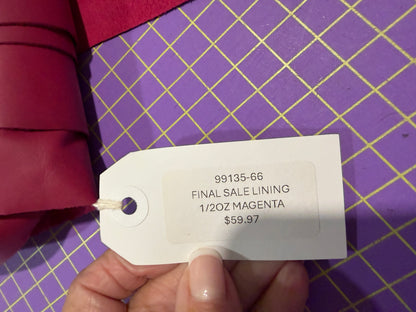 99135-66
FINAL SALE LINING
1/2OZ MAGENTA
$59.97